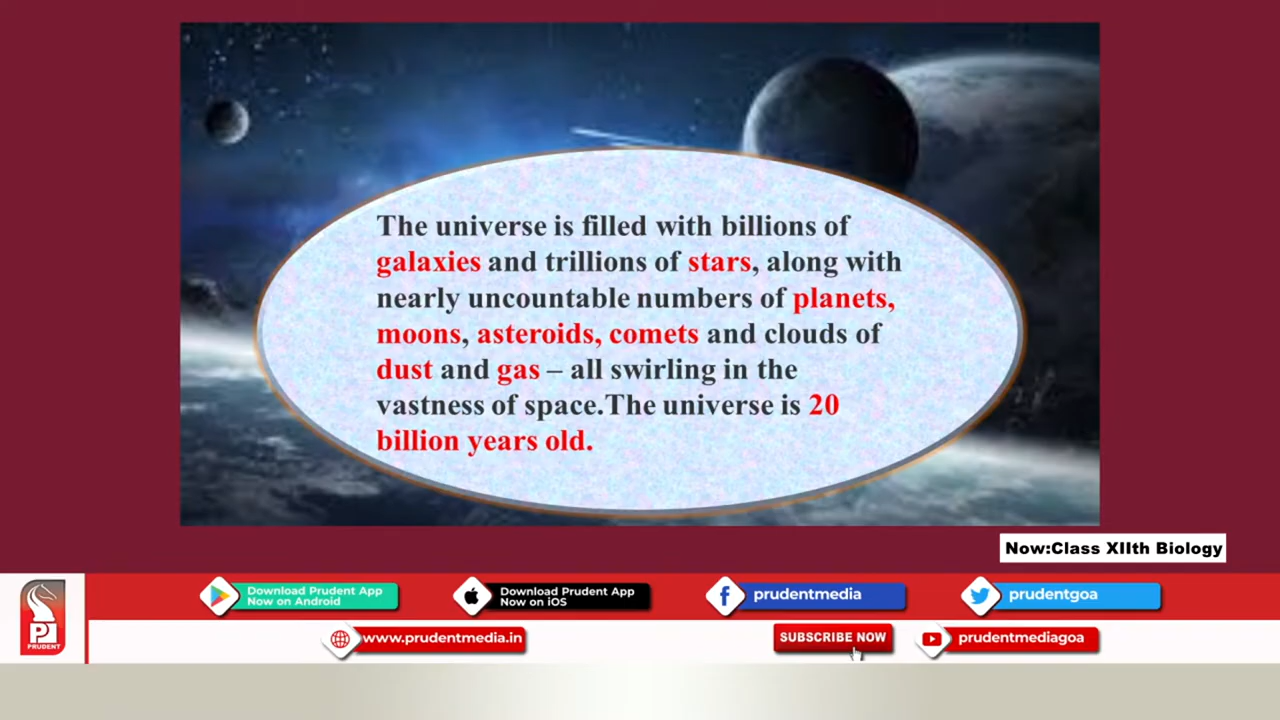 The universe is filled with billions of
galaxies and trillions of stars, along with
nearly uncountable numbers of planets,
moons, asteroids, comets and clouds of
dust and gas – all swirling in the
vastness of space.The universe is 20
billion years old.
Now:Class XIIth Biology
Download Prudent App
Now on Android
Download Prudent App
Now on iOS
prudentmedia
prudentgoa
PRUDENT
www.prudentmedia.in
SUBSCRIBE NOW
prudentmediagoa